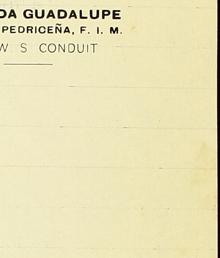 DA GUADALUPE
PEDRICEÑA, F. I. M.
W S CONDUIT